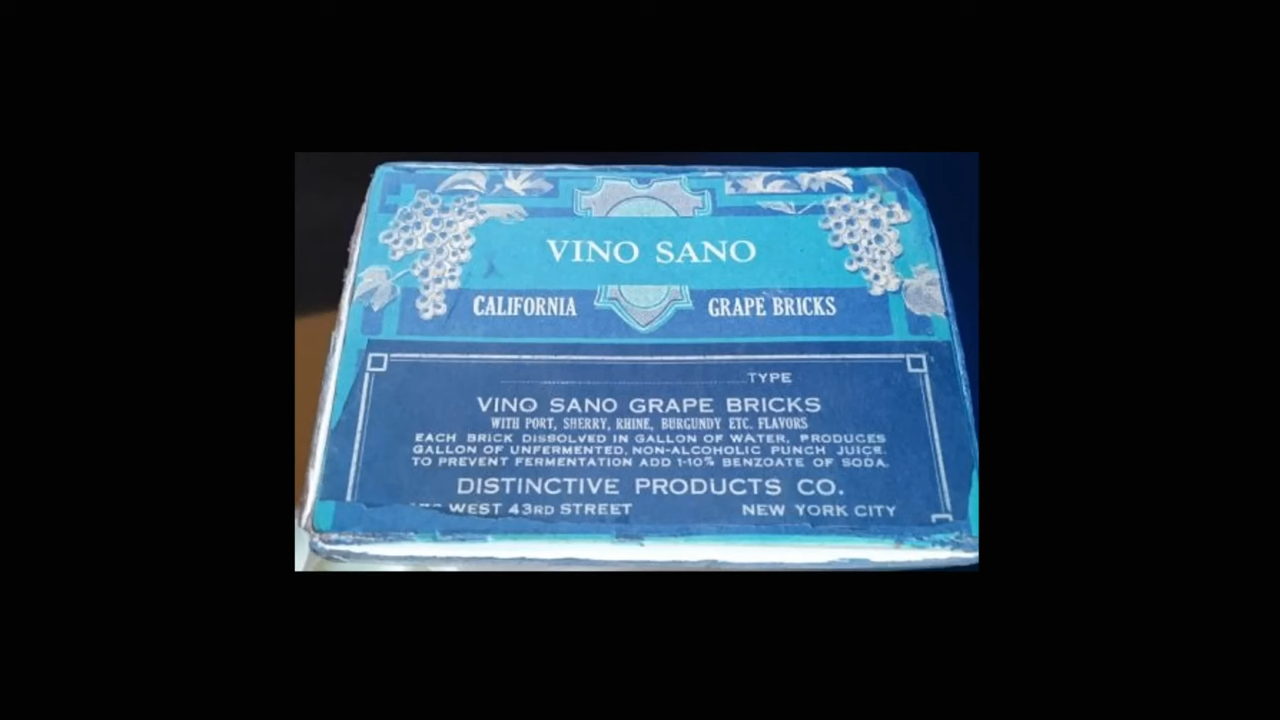 VINO SANO
CALIFORNIA GRAPE BRICKS
TYPE
VINO SANO GRAPE BRICKS
WITH PORT, SHERRY, RHINE, BURGUNDY ETC. FLAVORS
EACH BRICK DISSOLVED IN GALLON OF WATER, PRODUCES
GALLON OF UNFERMENTED, NON-ALCOHOLIC PUNCH JUICE.
TO PREVENT FERMENTATION ADD 1-10% BENZOATE OF SODA.
DISTINCTIVE PRODUCTS CO.
WEST 43RD STREET NEW YORK CITY